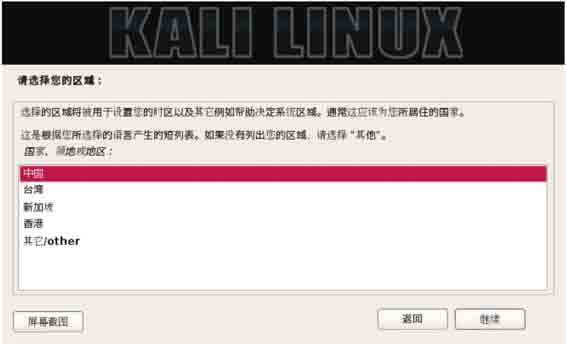 KALI LINUX
请选择您的区域：
选择的区域将被用于设置您的时区以及其它例如帮助决定系统区域。通常这应该为您所居住的国家。
这是根据您所选择的语言产生的短列表。如果没有列出您的区域，请选择“其他”。
国家、领地或地区：
中国
台湾
新加坡
香港
其它/other
屏幕截图
返回
继续